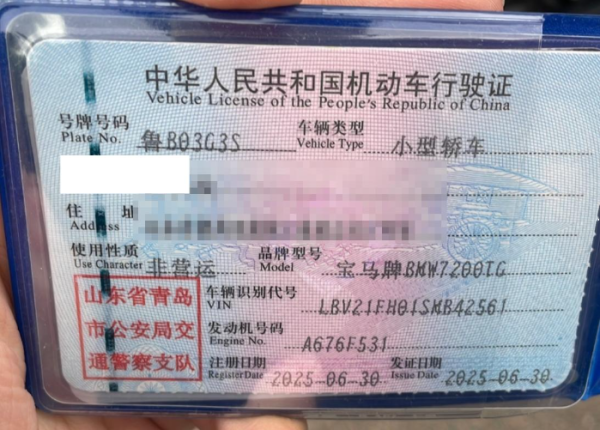 中华人民共和国机动车行驶证
Vehicle License of the People's Republic of China
号牌号码 鲁B03G3S 车辆类型 小型轿车
Plate No. Vehicle Type
住 址
Address
使用性质 非营运 品牌型号 宝马牌BMW7200TG
Use Character Model
山东省青岛 车辆识别代号 LBV21FH01SMB42561
VIN
市公安局交 发动机号码 A676F531
Engine No.
通警察支队 注册日期 2025-06-30 发证日期 2025-06-30
Register Date Issue Date